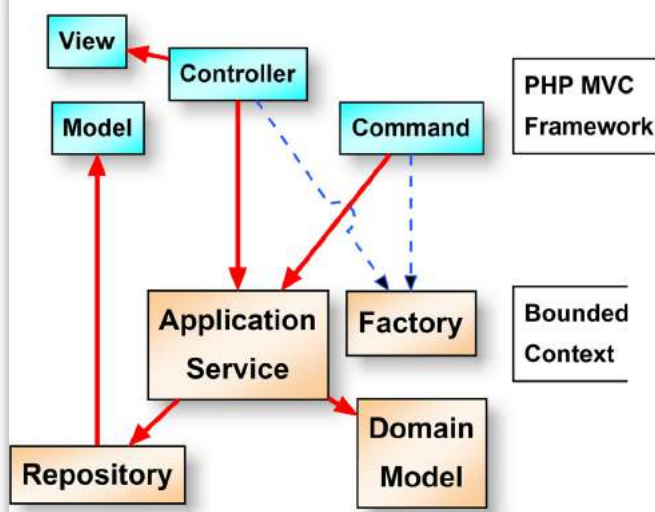 View
Controller
Model
Command
PHP MVC
Framework
Application
Service
Factory
Bounded
Context
Domain
Model
Repository